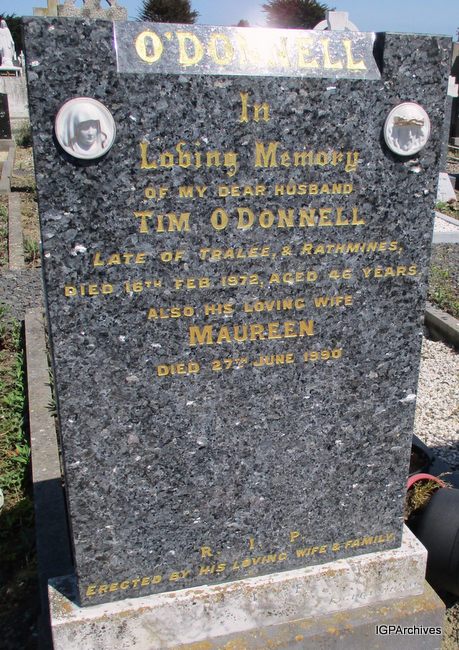 O'DONNELL
In
Loving Memory
OF MY DEAR HUSBAND
TIM O'DONNELL
LATE OF TRALEE, & RATHMINES,
DIED 16TH FEB 1972, AGED 46 YEARS
ALSO HIS LOVING WIFE
MAUREEN
DIED 27TH JUNE 1990
R. I. P.
ERECTED BY HIS LOVING WIFE & FAMILY.
IGPArchives